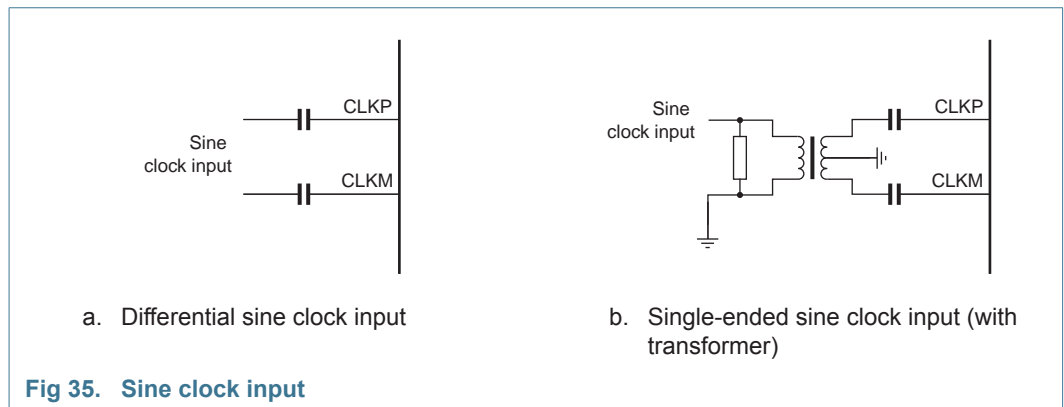 Sine
clock input
CLKP
CLKM
a. Differential sine clock input
Sine
clock input
CLKP
CLKM
b. Single-ended sine clock input (with
transformer)
Fig 35. Sine clock input